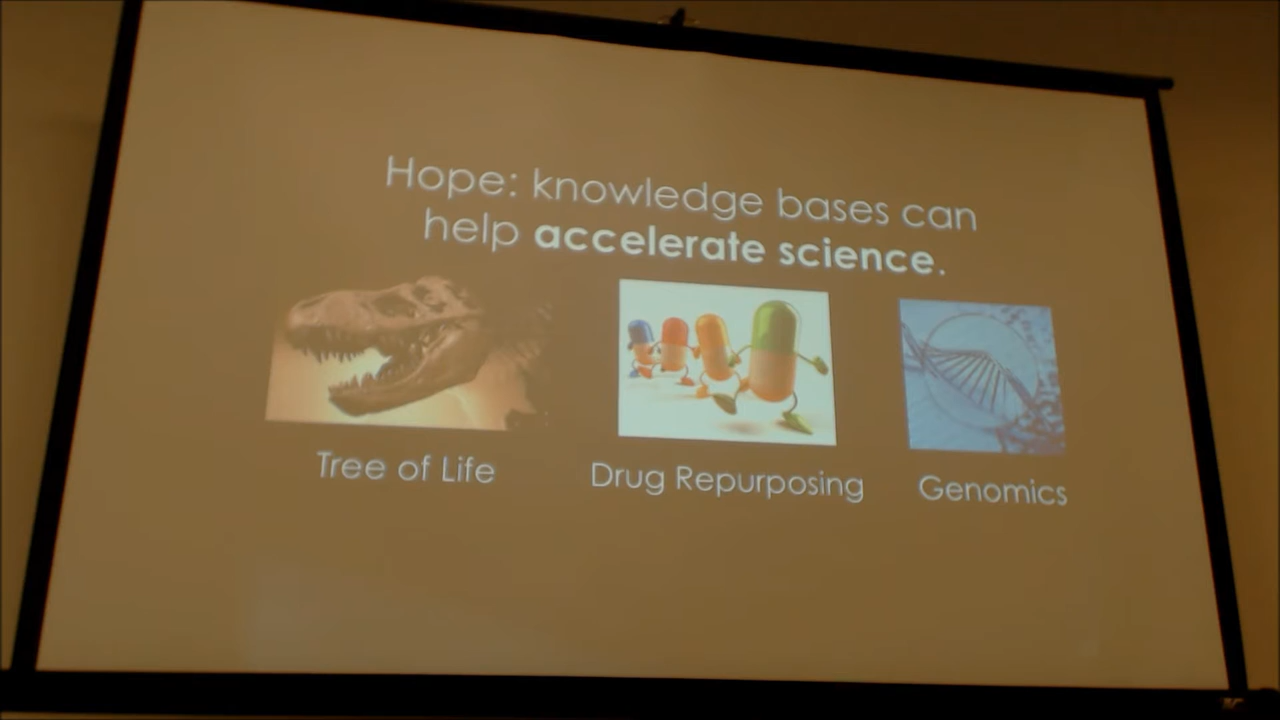 Hope: knowledge bases can
help accelerate science.
Tree of Life
Drug Repurposing
Genomics